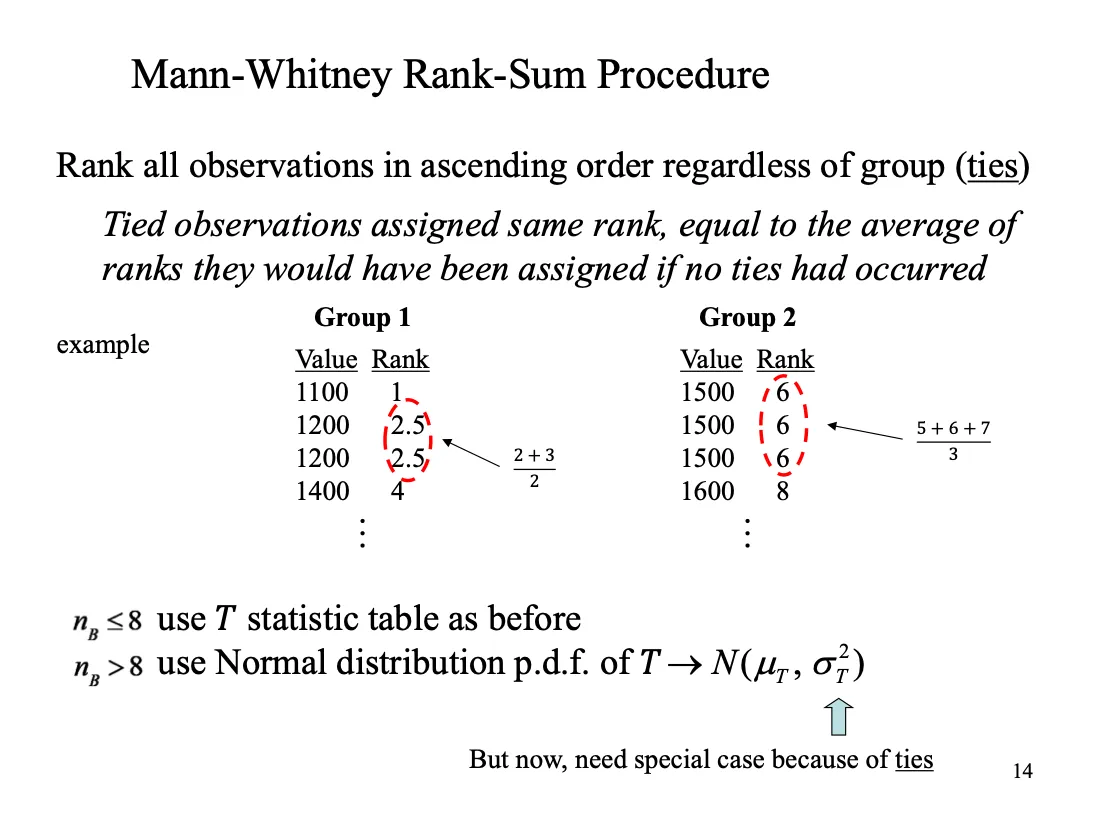 Mann-Whitney Rank-Sum Procedure
Rank all observations in ascending order regardless of group (ties)
Tied observations assigned same rank, equal to the average of
ranks they would have been assigned if no ties had occurred
example
Group 1
Value Rank
1100 1
1200 2.5
1200 2.5
1400 4
⋮
2 + 3
2
Group 2
Value Rank
1500 6
1500 6
1500 6
1600 8
⋮
5 + 6 + 7
3
n_B ≤ 8 use T statistic table as before
n_B > 8 use Normal distribution p.d.f. of T → N(μ_T, σ_T^2)
But now, need special case because of ties
14